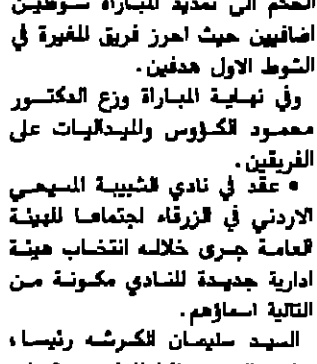 الحكم الى تمديد المباراة شوطين
اضافيين حيث احرز فريق المغيرة في
الشوط الاول هدفين.
وفي نهاية المباراة وزع الدكتور
محمود الكؤوس والميداليات على
الفريقين.
• عقد في نادي الشبيبة المسيحي
الاردني في الزرقاء اجتماعا للهيئة
العامة جرى خلاله انتخاب هيئة
ادارية جديدة للنادي مكونة من
التالية اسماؤهم.
السيد سليمان الكرشه رئيسا،